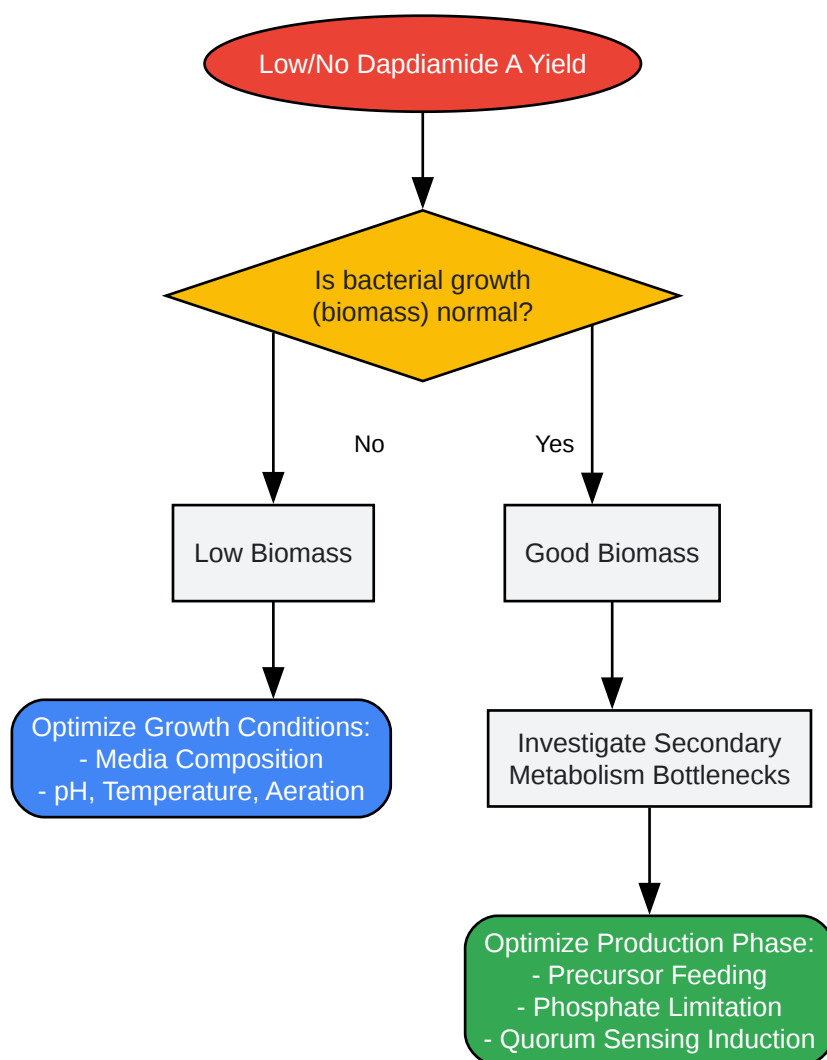 Low/No Dapdiamide A Yield
Is bacterial growth
(biomass) normal?
No
Yes
Low Biomass
Good Biomass
Optimize Growth Conditions:
- Media Composition
- pH, Temperature, Aeration
Investigate Secondary
Metabolism Bottlenecks
Optimize Production Phase:
- Precursor Feeding
- Phosphate Limitation
- Quorum Sensing Induction